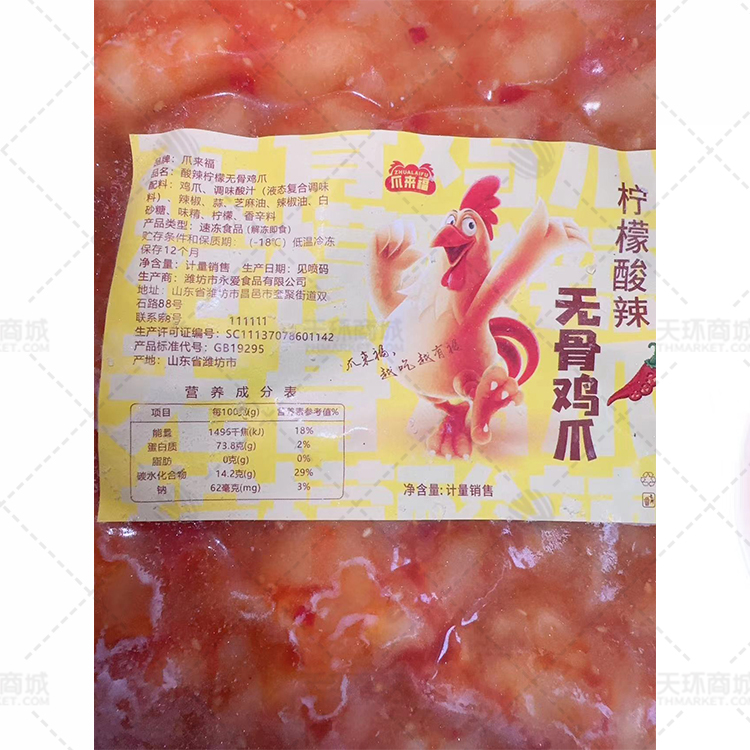 品牌：爪来福
品名：酸辣柠檬无骨鸡爪
配料：鸡爪、调味酸汁（液态复合调味
料）、辣椒、蒜、芝麻油、辣椒油、白
砂糖、味精、柠檬、香辛料
产品类型：速冻食品（解冻即食）
贮存条件和保质期：（-18℃）低温冷冻
保存12个月
净含量：计量销售 生产日期：见喷码
生产商：潍坊市永爱食品有限公司
地址：山东省潍坊市昌邑市奎聚街道双
石路88号
联系 111111
生产许可证编号：SC11137078601142
产品标准代号：GB19295
产地：山东省潍坊市
营养成分表
项目 每100克(g) 营养素参考值%
能量 1495千焦(kJ) 18%
蛋白质 73.8克(g) 2%
脂肪 0克(g) 0%
碳水化合物 14.2克(g) 29%
钠 62毫克(mg) 3%
ZHUALAIFU
爪来福
爪来福，
越吃越有福
净含量：计量销售
柠檬酸辣
无骨鸡爪
天环商城
THMARKET.COM